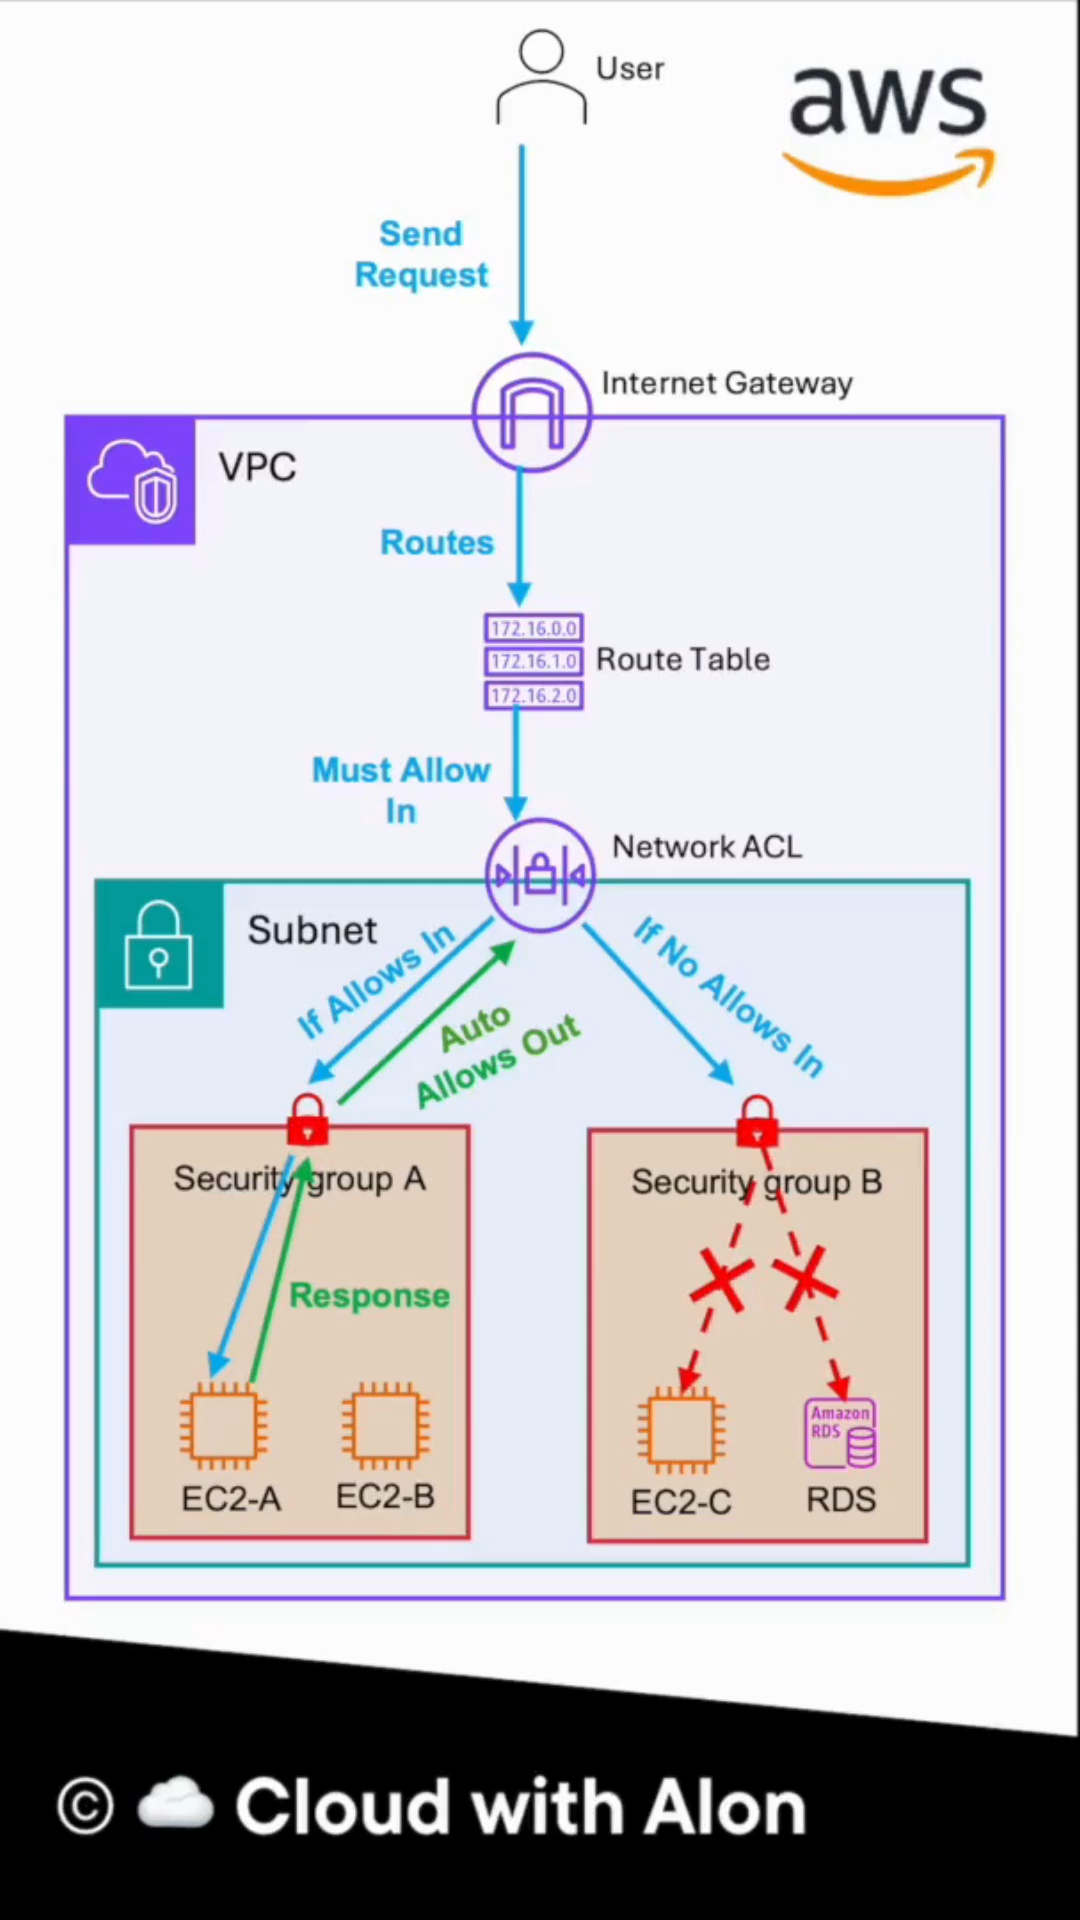 User
aws
Send
Request
Internet Gateway
VPC
Routes
172.16.0.0
172.16.1.0
172.16.2.0
Route Table
Must Allow
In
Network ACL
Subnet
If Allows In
Auto
Allows Out
If No Allows In
Security group A
Security group B
Response
Amazon
RDS
EC2-A
EC2-B
EC2-C
RDS
© ☁️ Cloud with Alon